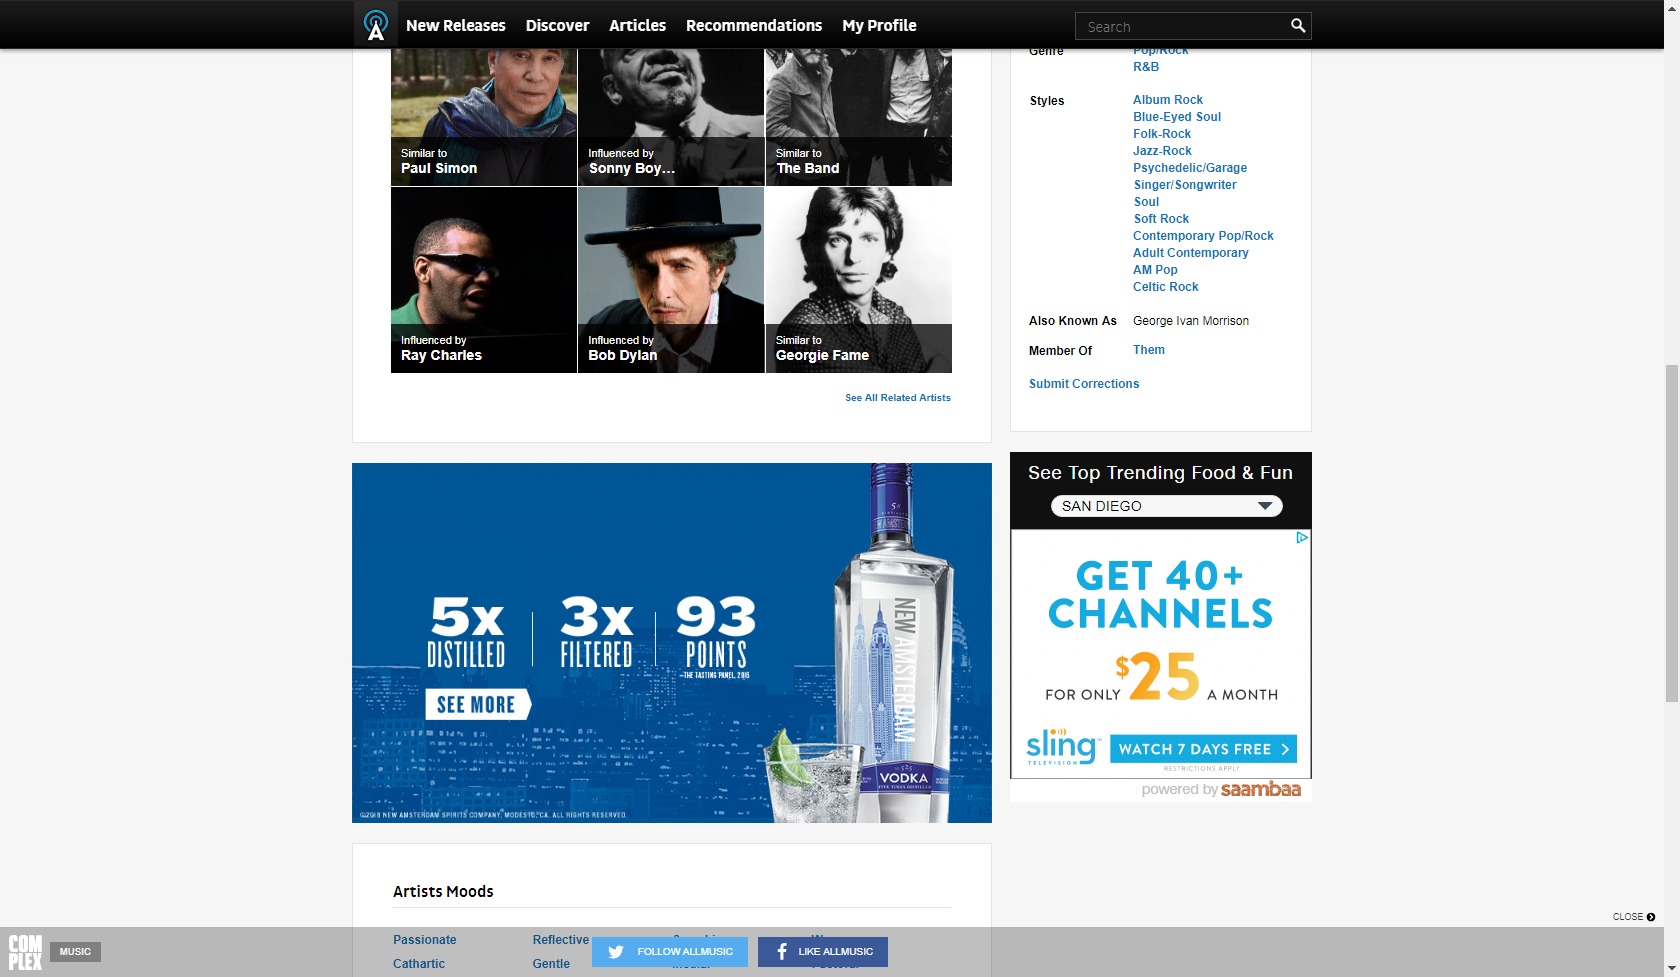 New Releases
Discover
Articles
Recommendations
My Profile
Search
Similar to
Paul Simon
Influenced by
Sonny Boy...
Similar to
The Band
Influenced by
Ray Charles
Influenced by
Bob Dylan
Similar to
Georgie Fame
See All Related Artists
Genre
Pop/Rock
R&B
Styles
Album Rock
Blue-Eyed Soul
Folk-Rock
Jazz-Rock
Psychedelic/Garage
Singer/Songwriter
Soul
Soft Rock
Contemporary Pop/Rock
Adult Contemporary
AM Pop
Celtic Rock
Also Known As
George Ivan Morrison
Member Of
Them
Submit Corrections
5x
DISTILLED
3x
FILTERED
93
POINTS
—THE TASTING PANEL, 2016
SEE MORE
NEW AMSTERDAM
525
VODKA
FIVE TIMES DISTILLED
©2018 NEW AMSTERDAM SPIRITS COMPANY, MODESTO, CA. ALL RIGHTS RESERVED.
See Top Trending Food & Fun
SAN DIEGO
GET 40+
CHANNELS
FOR ONLY $25 A MONTH
sling
TELEVISION
WATCH 7 DAYS FREE
RESTRICTIONS APPLY
powered by saambaa
Artists Moods
Passionate
Reflective
Cathartic
Gentle
CLOSE
COM
PLEX
MUSIC
FOLLOW ALLMUSIC
LIKE ALLMUSIC